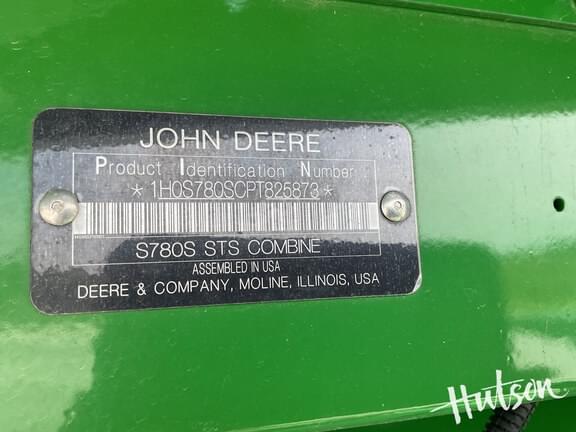 JOHN DEERE
Product Identification Number
*1H0S780SCPT825873*
S780S STS COMBINE
ASSEMBLED IN USA
DEERE & COMPANY, MOLINE, ILLINOIS, USA
Hutson